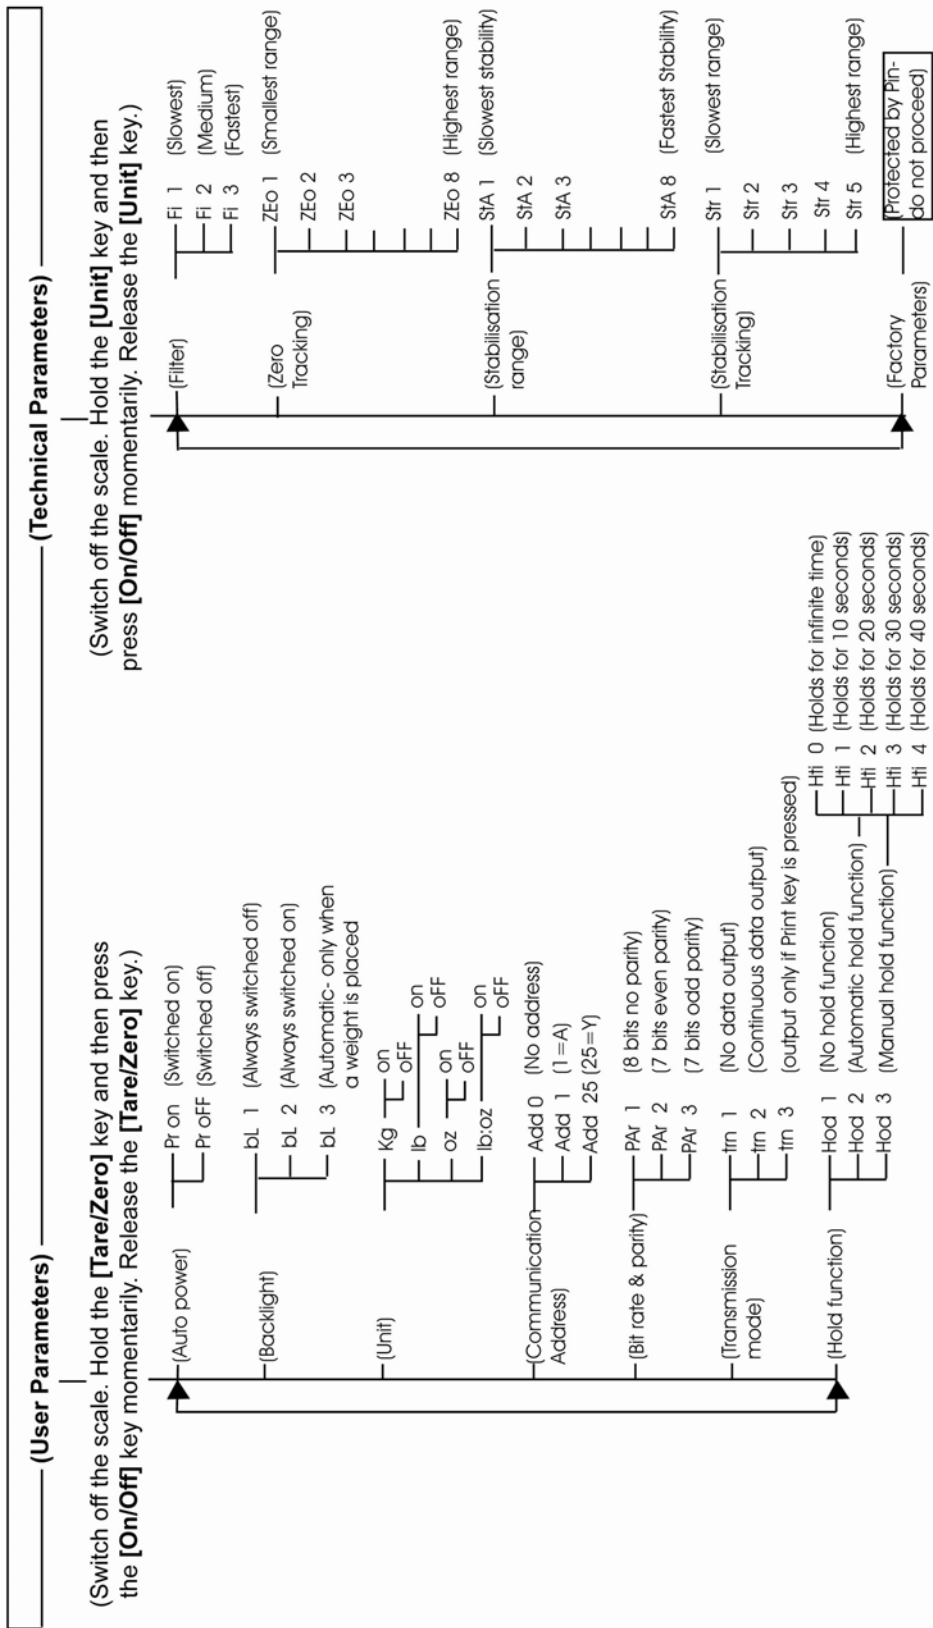 (User Parameters)
(Switch off the scale. Hold the [Tare/Zero] key and then press
the [On/Off] key momentarily. Release the [Tare/Zero] key.)
(Auto power)
Pr on (Switched on)
Pr oFF (Switched off)
(Backlight)
bL 1 (Always switched off)
bL 2 (Always switched on)
bL 3 (Automatic- only when
a weight is placed
(Unit)
Kg on
oFF
lb on
oFF
oz on
oFF
lb:oz on
oFF
(Communication
Address)
Add 0 (No address)
Add 1 (1=A)
Add 25 (25=Y)
(Bit rate & parity)
PAr 1 (8 bits no parity)
PAr 2 (7 bits even parity)
PAr 3 (7 bits odd parity)
(Transmission
mode)
trn 1 (No data output)
trn 2 (Continuous data output)
trn 3 (output only if Print key is pressed)
(Hold function)
Hod 1 (No hold function)
Hod 2 (Automatic hold function)
Hod 3 (Manual hold function)
Hti 0 (Holds for infinite time)
Hti 1 (Holds for 10 seconds)
Hti 2 (Holds for 20 seconds)
Hti 3 (Holds for 30 seconds)
Hti 4 (Holds for 40 seconds)
(Technical Parameters)
(Switch off the scale. Hold the [Unit] key and then
press [On/Off] momentarily. Release the [Unit] key.)
(Filter)
Fi 1 (Slowest)
Fi 2 (Medium)
Fi 3 (Fastest)
(Zero
Tracking)
ZEo 1 (Smallest range)
ZEo 2
ZEo 3
ZEo 8 (Highest range)
(Stabilisation
range)
StA 1 (Slowest stability)
StA 2
StA 3
StA 8 (Fastest Stability)
(Stabilisation
Tracking)
Str 1 (Slowest range)
Str 2
Str 3
Str 4
Str 5 (Highest range)
(Factory
Parameters)
(Protected by Pin-
do not proceed)